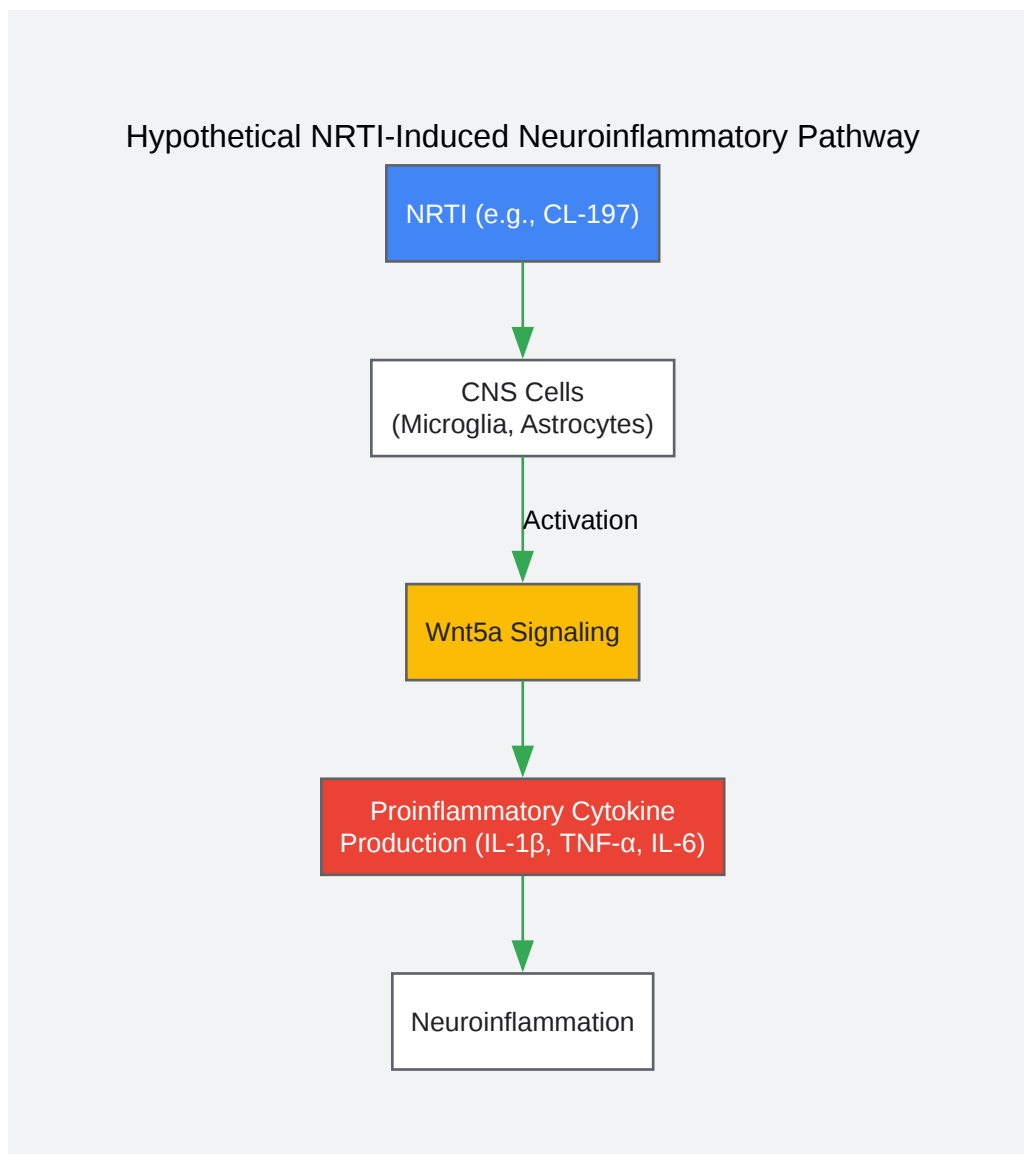 Hypothetical NRTI-Induced Neuroinflammatory Pathway
NRTI (e.g., CL-197)
CNS Cells
(Microglia, Astrocytes)
Activation
Wnt5a Signaling
Proinflammatory Cytokine
Production (IL-1β, TNF-α, IL-6)
Neuroinflammation